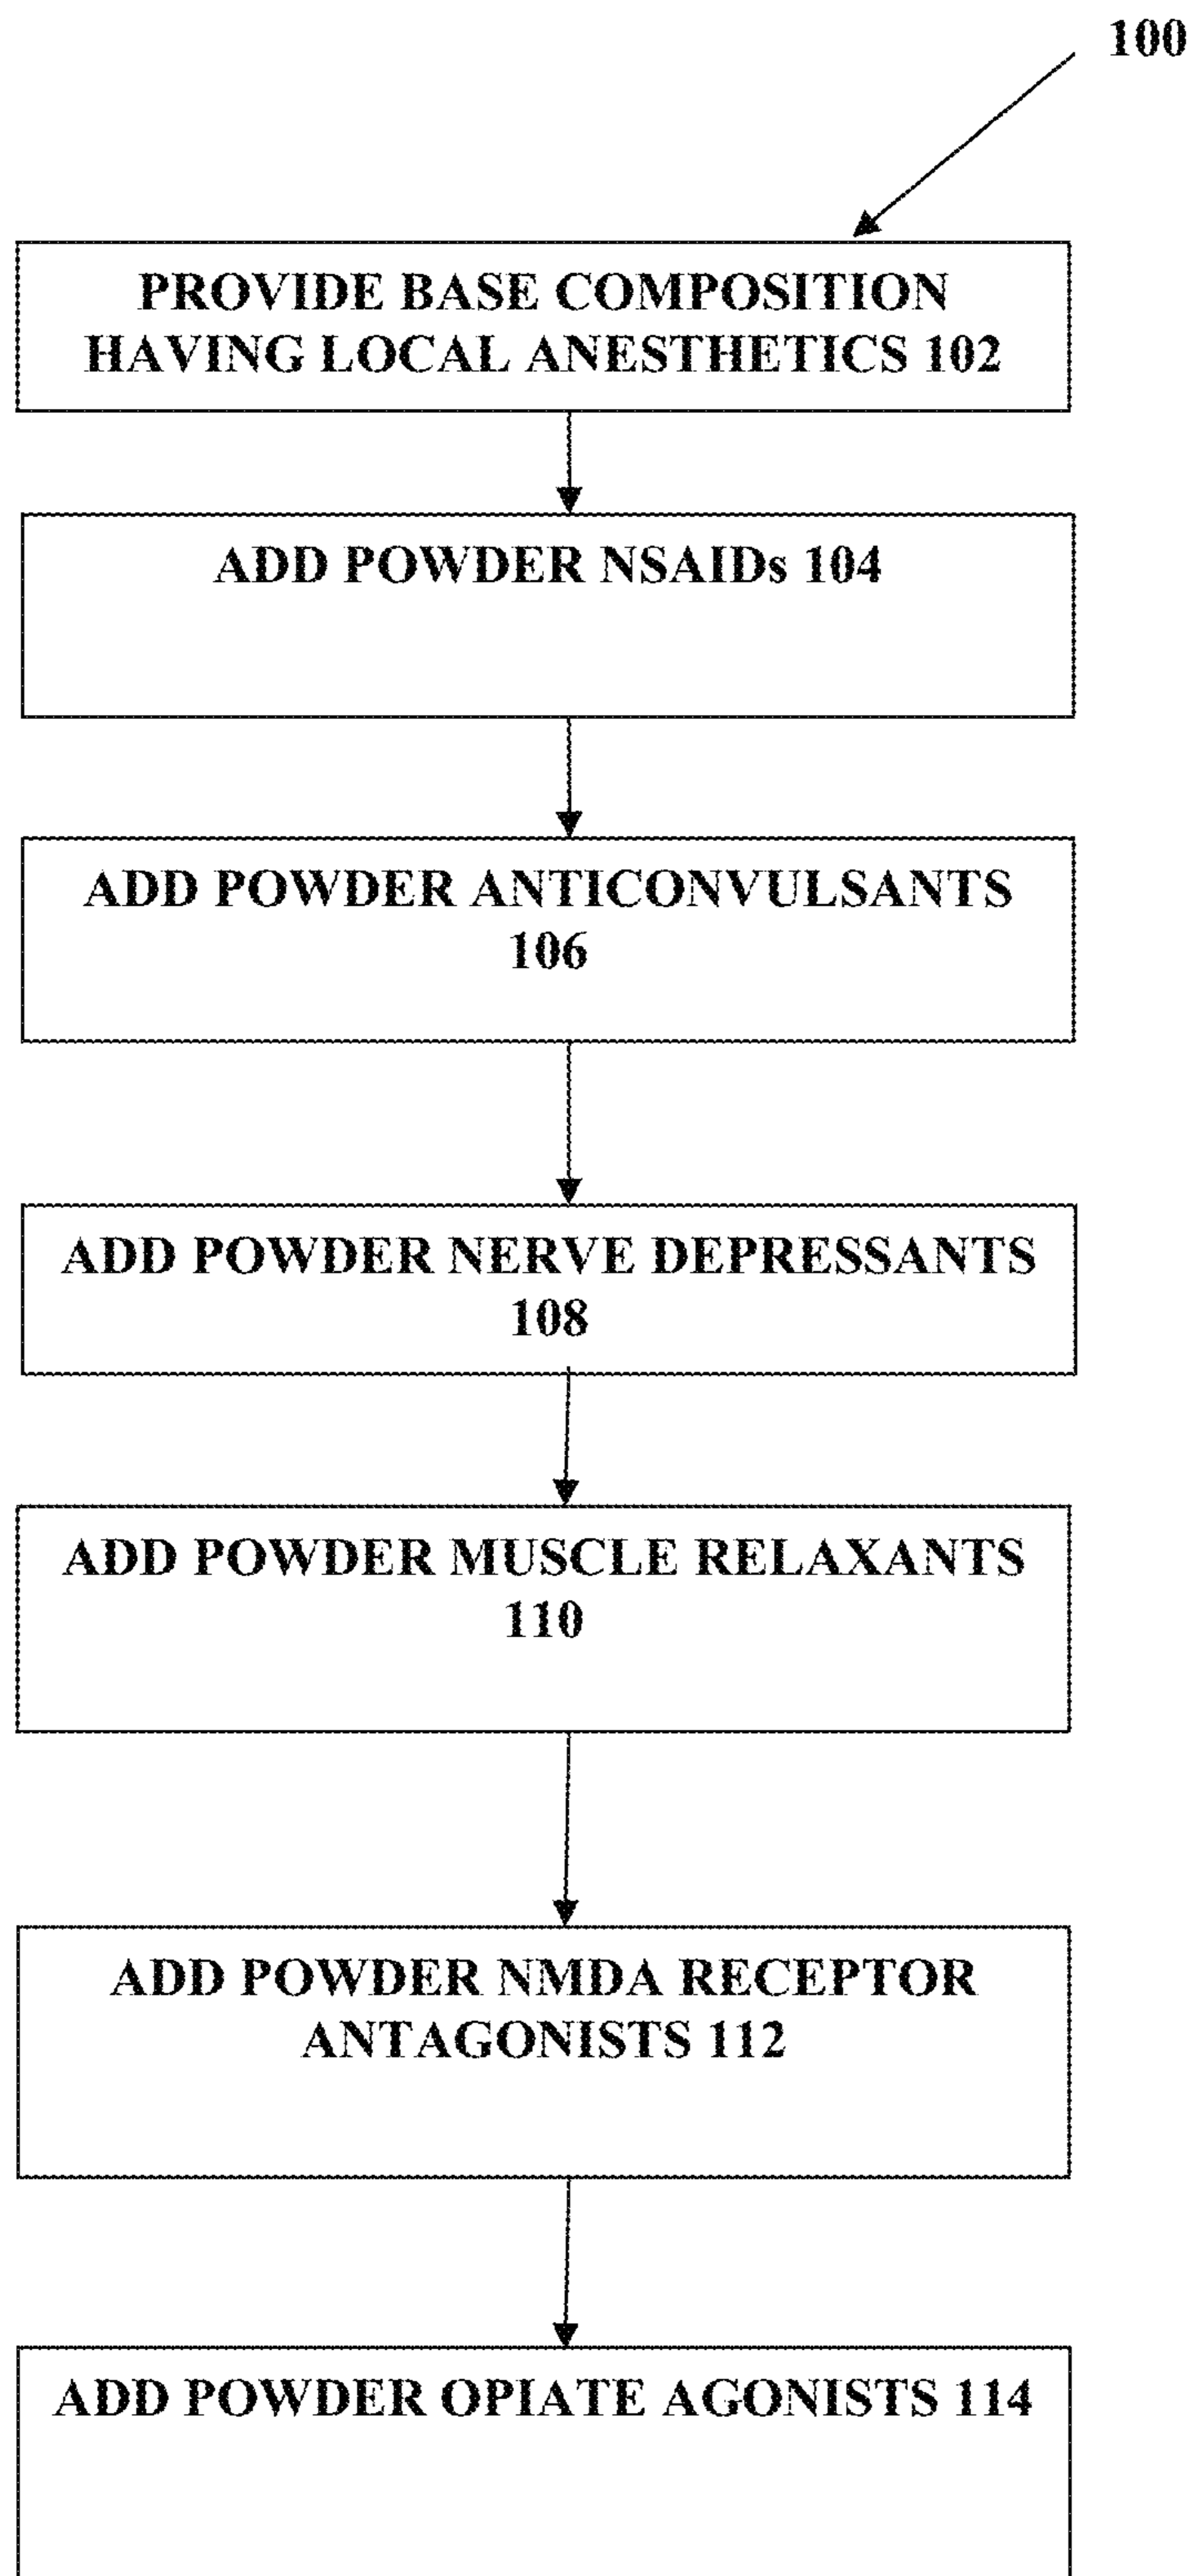 100
PROVIDE BASE COMPOSITION
HAVING LOCAL ANESTHETICS 102
ADD POWDER NSAIDs 104
ADD POWDER ANTICONVULSANTS
106
ADD POWDER NERVE DEPRESSANTS
108
ADD POWDER MUSCLE RELAXANTS
110
ADD POWDER NMDA RECEPTOR
ANTAGONISTS 112
ADD POWDER OPIATE AGONISTS 114